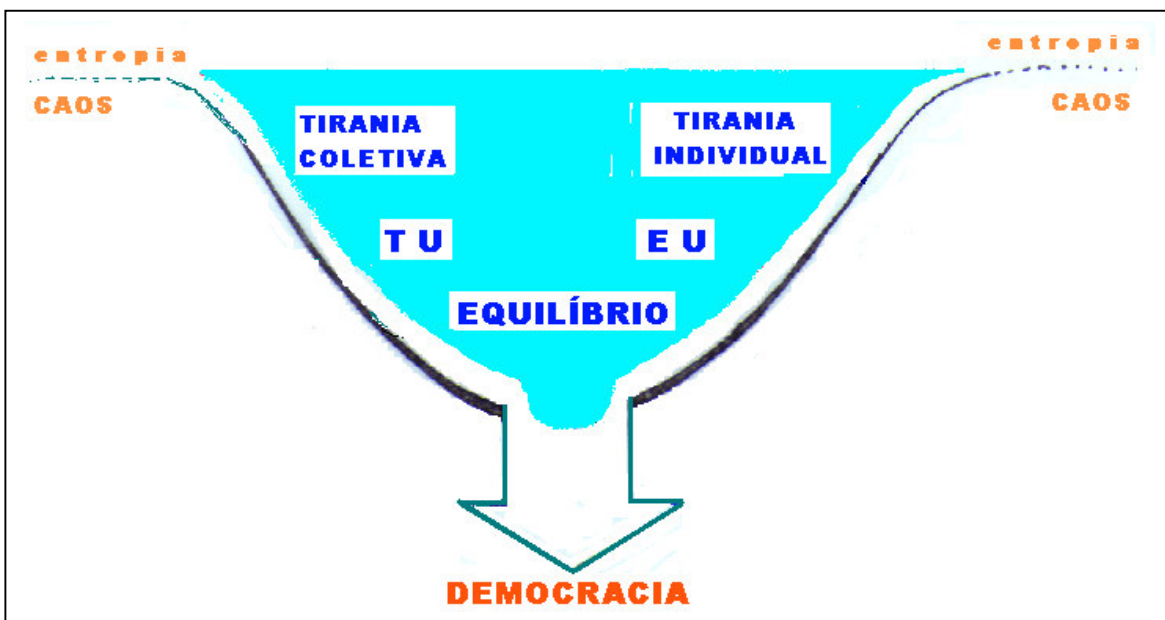 entropia
CAOS
entropia
CAOS
TIRANIA
COLETIVA
TIRANIA
INDIVIDUAL
T U
E U
EQUILÍBRIO
DEMOCRACIA